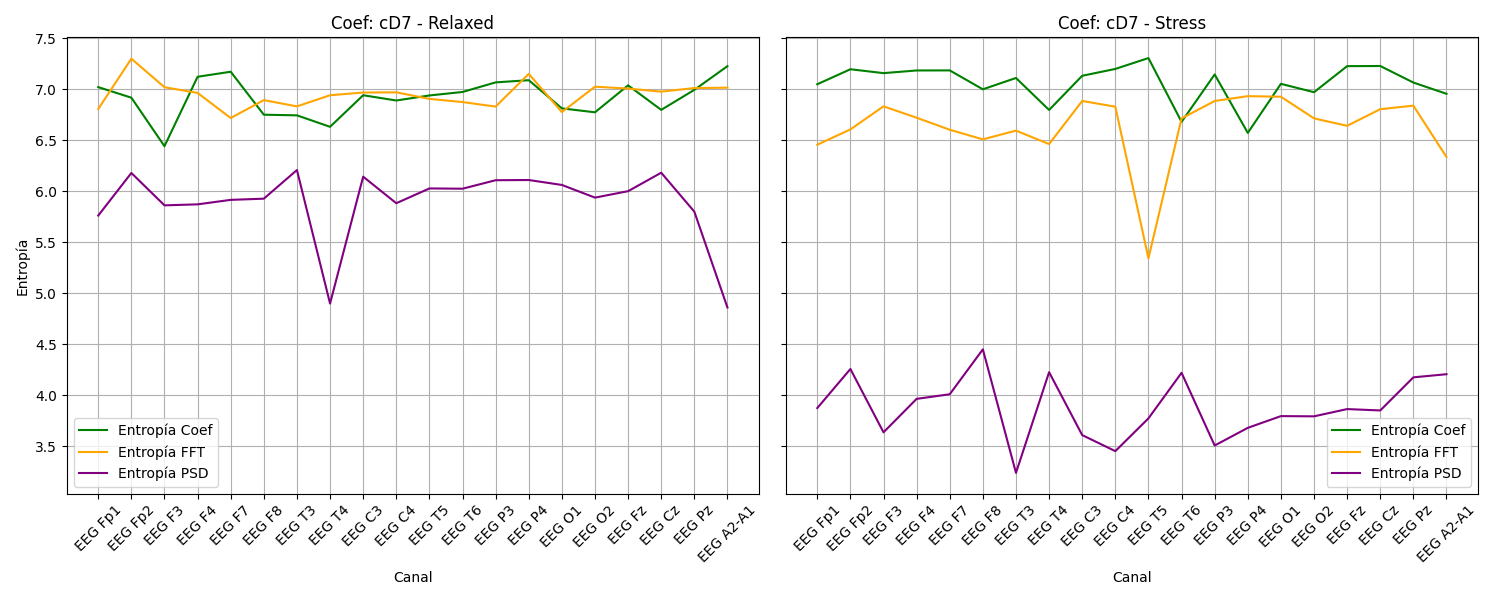 Coef: cD7 - Relaxed
Entropía
7.5
7.0
6.5
6.0
5.5
5.0
4.5
4.0
3.5
Entropía Coef
Entropía FFT
Entropía PSD
EEG Fp1
EEG Fp2
EEG F3
EEG F4
EEG F7
EEG F8
EEG T3
EEG T4
EEG C3
EEG C4
EEG T5
EEG T6
EEG P3
EEG P4
EEG O1
EEG O2
EEG Fz
EEG Cz
EEG Pz
EEG A2-A1
Canal
Coef: cD7 - Stress
Entropía Coef
Entropía FFT
Entropía PSD
EEG Fp1
EEG Fp2
EEG F3
EEG F4
EEG F7
EEG F8
EEG T3
EEG T4
EEG C3
EEG C4
EEG T5
EEG T6
EEG P3
EEG P4
EEG O1
EEG O2
EEG Fz
EEG Cz
EEG Pz
EEG A2-A1
Canal